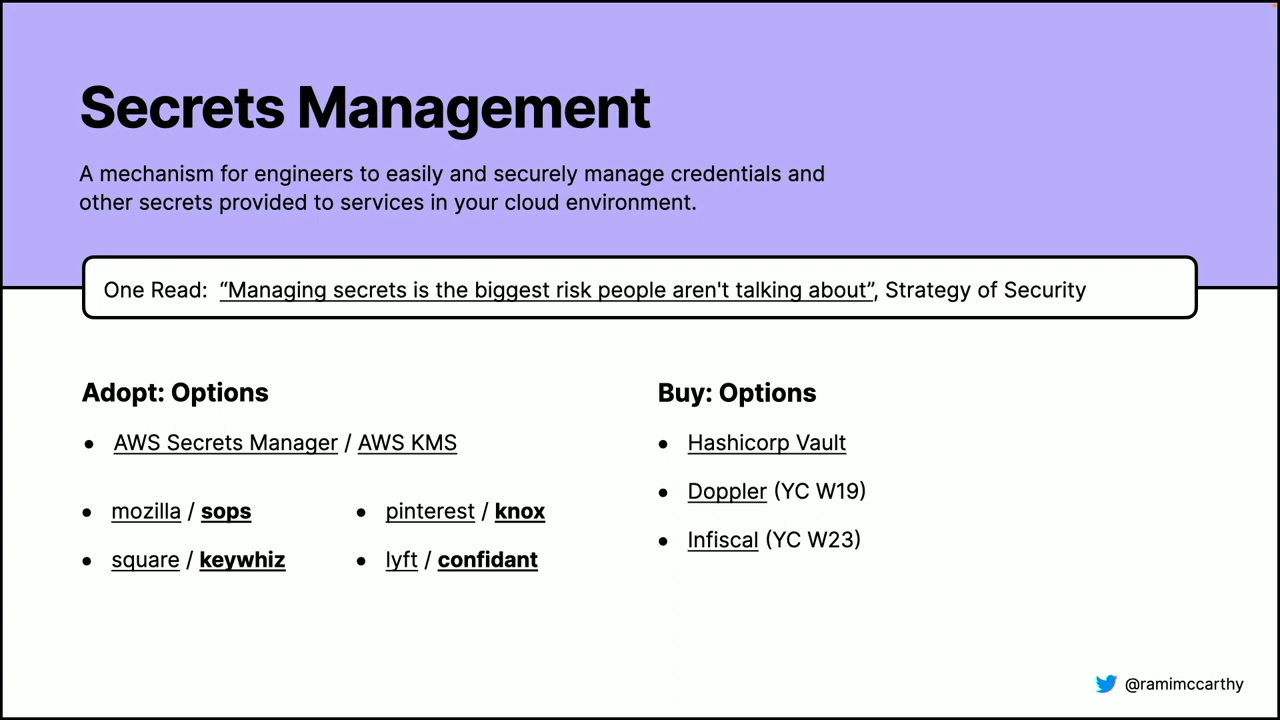 Secrets Management
A mechanism for engineers to easily and securely manage credentials and
other secrets provided to services in your cloud environment.
One Read: “Managing secrets is the biggest risk people aren't talking about”, Strategy of Security
Adopt: Options
• AWS Secrets Manager / AWS KMS
• mozilla / sops
• square / keywhiz
• pinterest / knox
• lyft / confidant
Buy: Options
• Hashicorp Vault
• Doppler (YC W19)
• Infiscal (YC W23)
@ramimccarthy